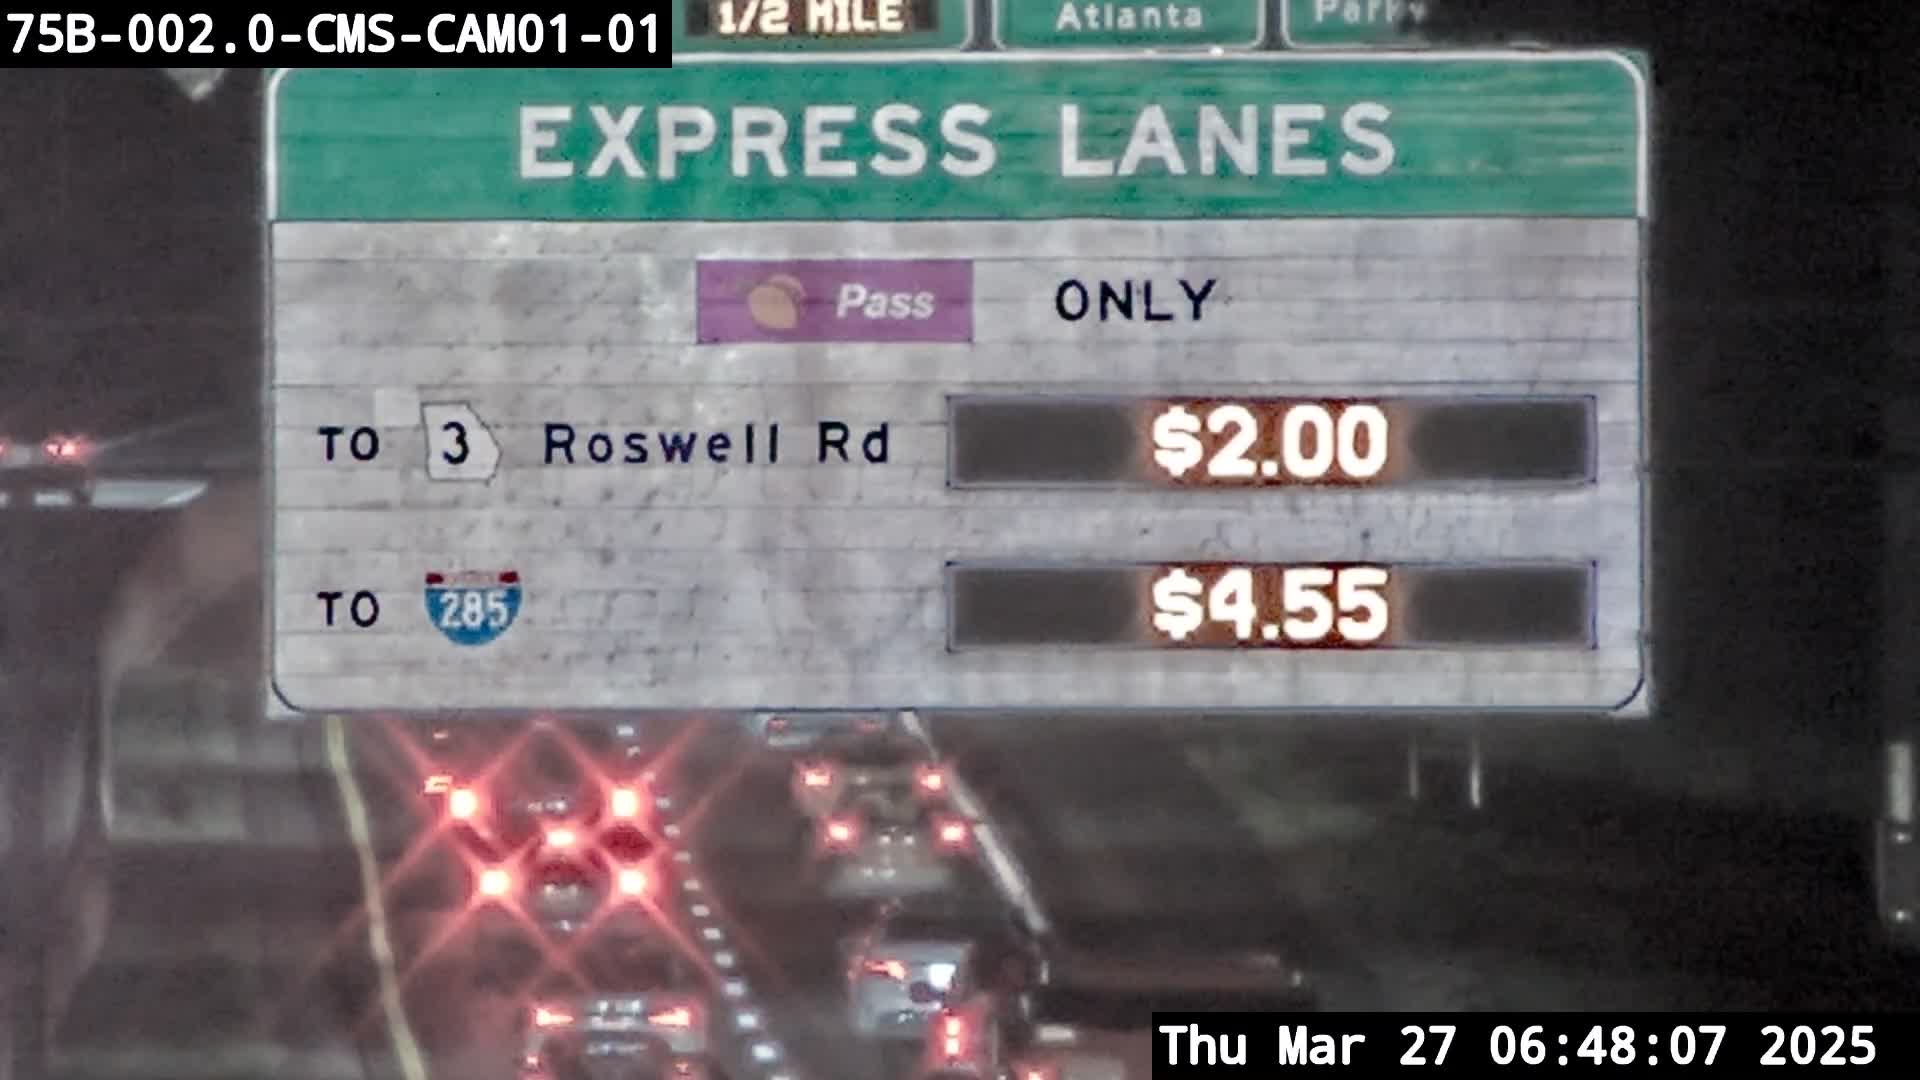 75B-002.0-CMS-CAM01-01
1/2 MILE
Atlanta
EXPRESS LANES
Pass ONLY
TO 3 Roswell Rd $2.00
TO 285 $4.55
Thu Mar 27 06:48:07 2025